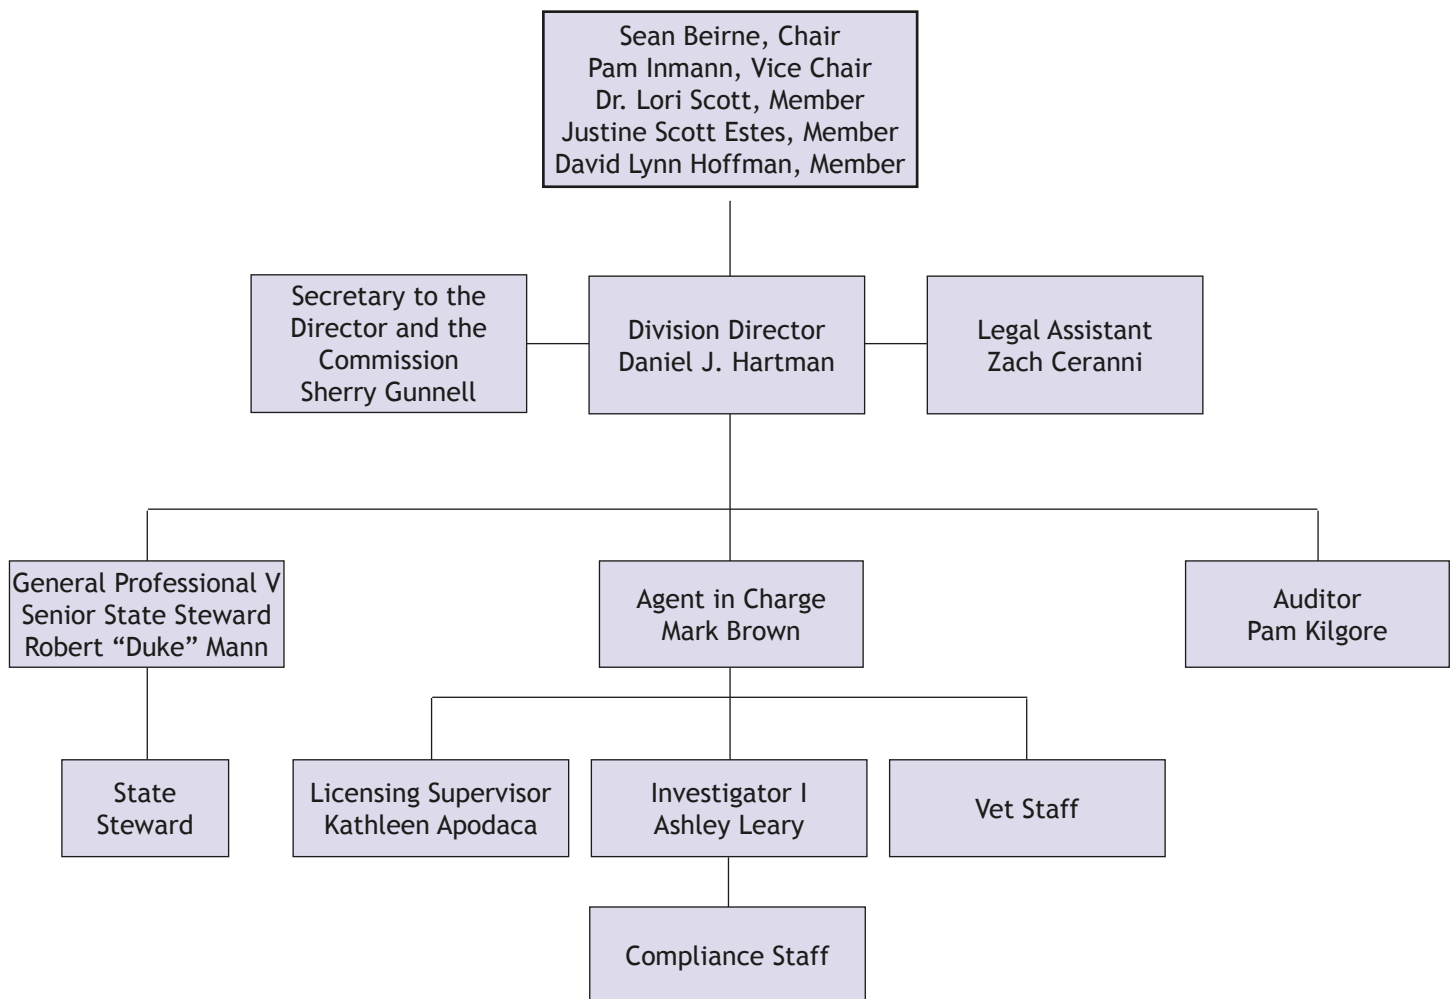 Sean Beirne, Chair
Pam Inmann, Vice Chair
Dr. Lori Scott, Member
Justine Scott Estes, Member
David Lynn Hoffman, Member
Secretary to the
Director and the
Commission
Sherry Gunnell
Division Director
Daniel J. Hartman
Legal Assistant
Zach Ceranni
General Professional V
Senior State Steward
Robert “Duke” Mann
Agent in Charge
Mark Brown
Auditor
Pam Kilgore
State
Steward
Licensing Supervisor
Kathleen Apodaca
Investigator I
Ashley Leary
Vet Staff
Compliance Staff